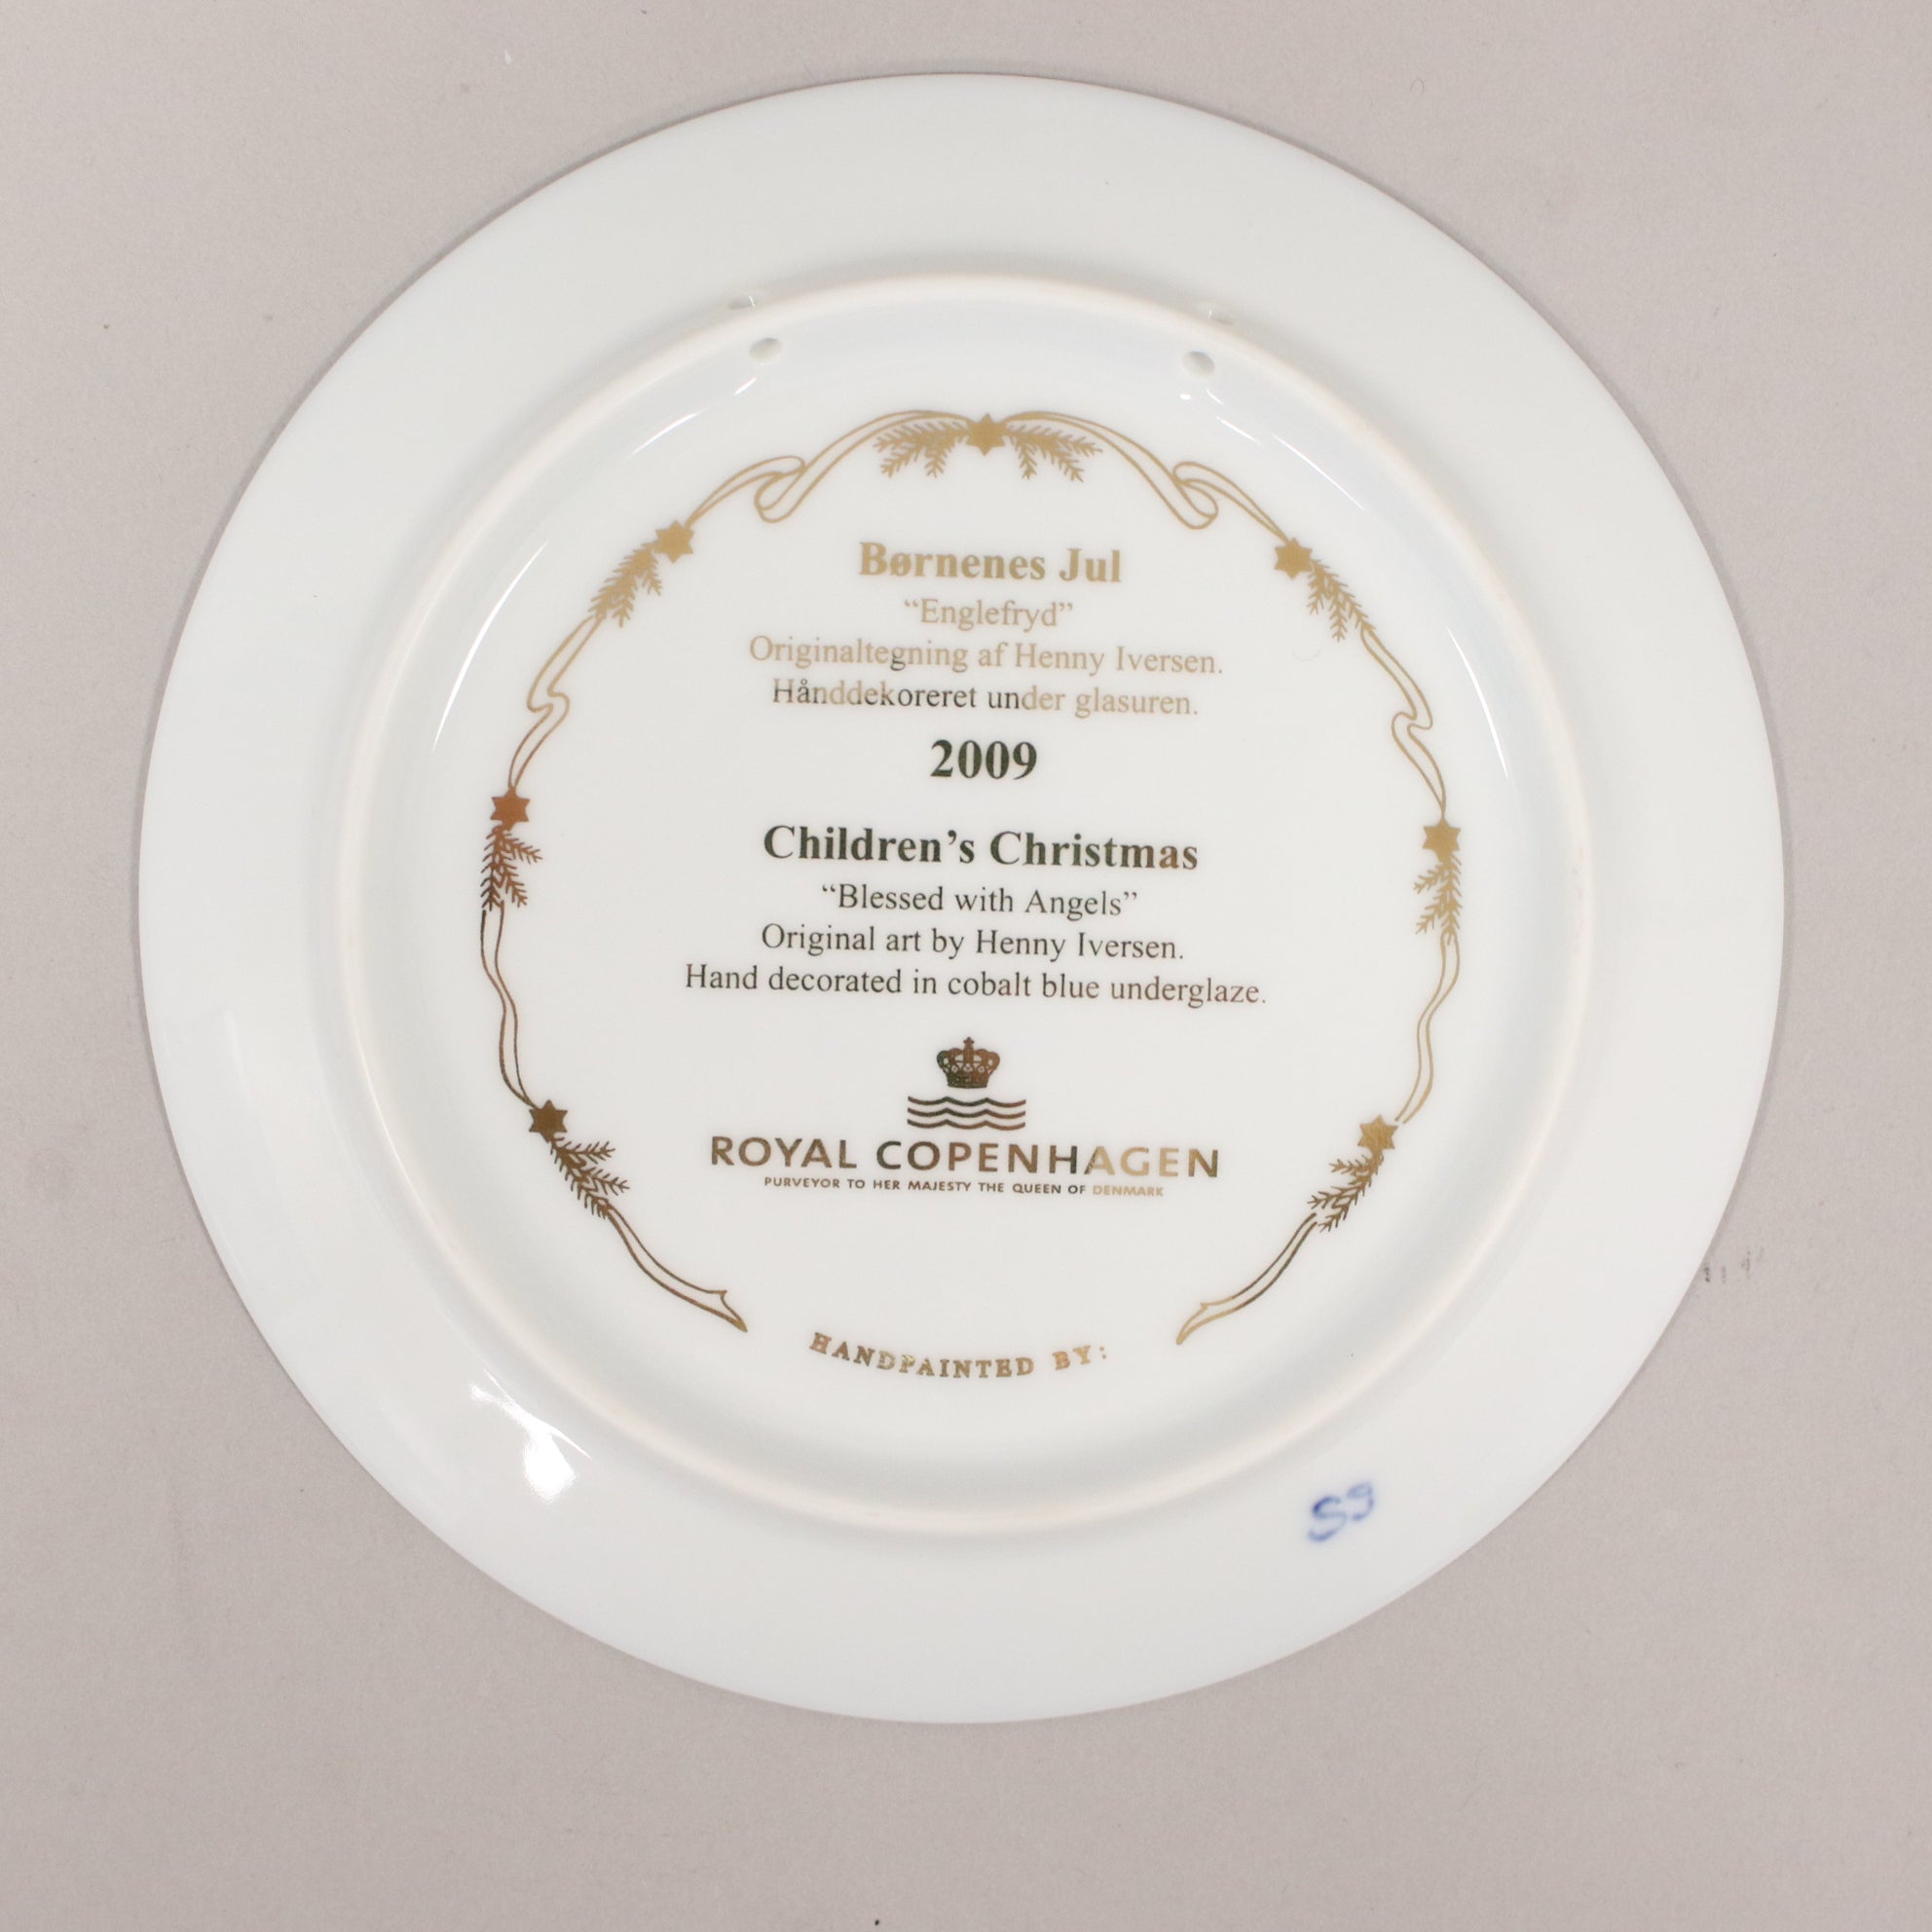 Børnenes Jul
“Englefryd”
Originaltegning af Henny Iversen.
Hånddekoreret under glasuren.
2009
Children’s Christmas
“Blessed with Angels”
Original art by Henny Iversen.
Hand decorated in cobalt blue underglaze.
ROYAL COPENHAGEN
PURVEYOR TO HER MAJESTY THE QUEEN OF DENMARK
HANDPAINTED BY: